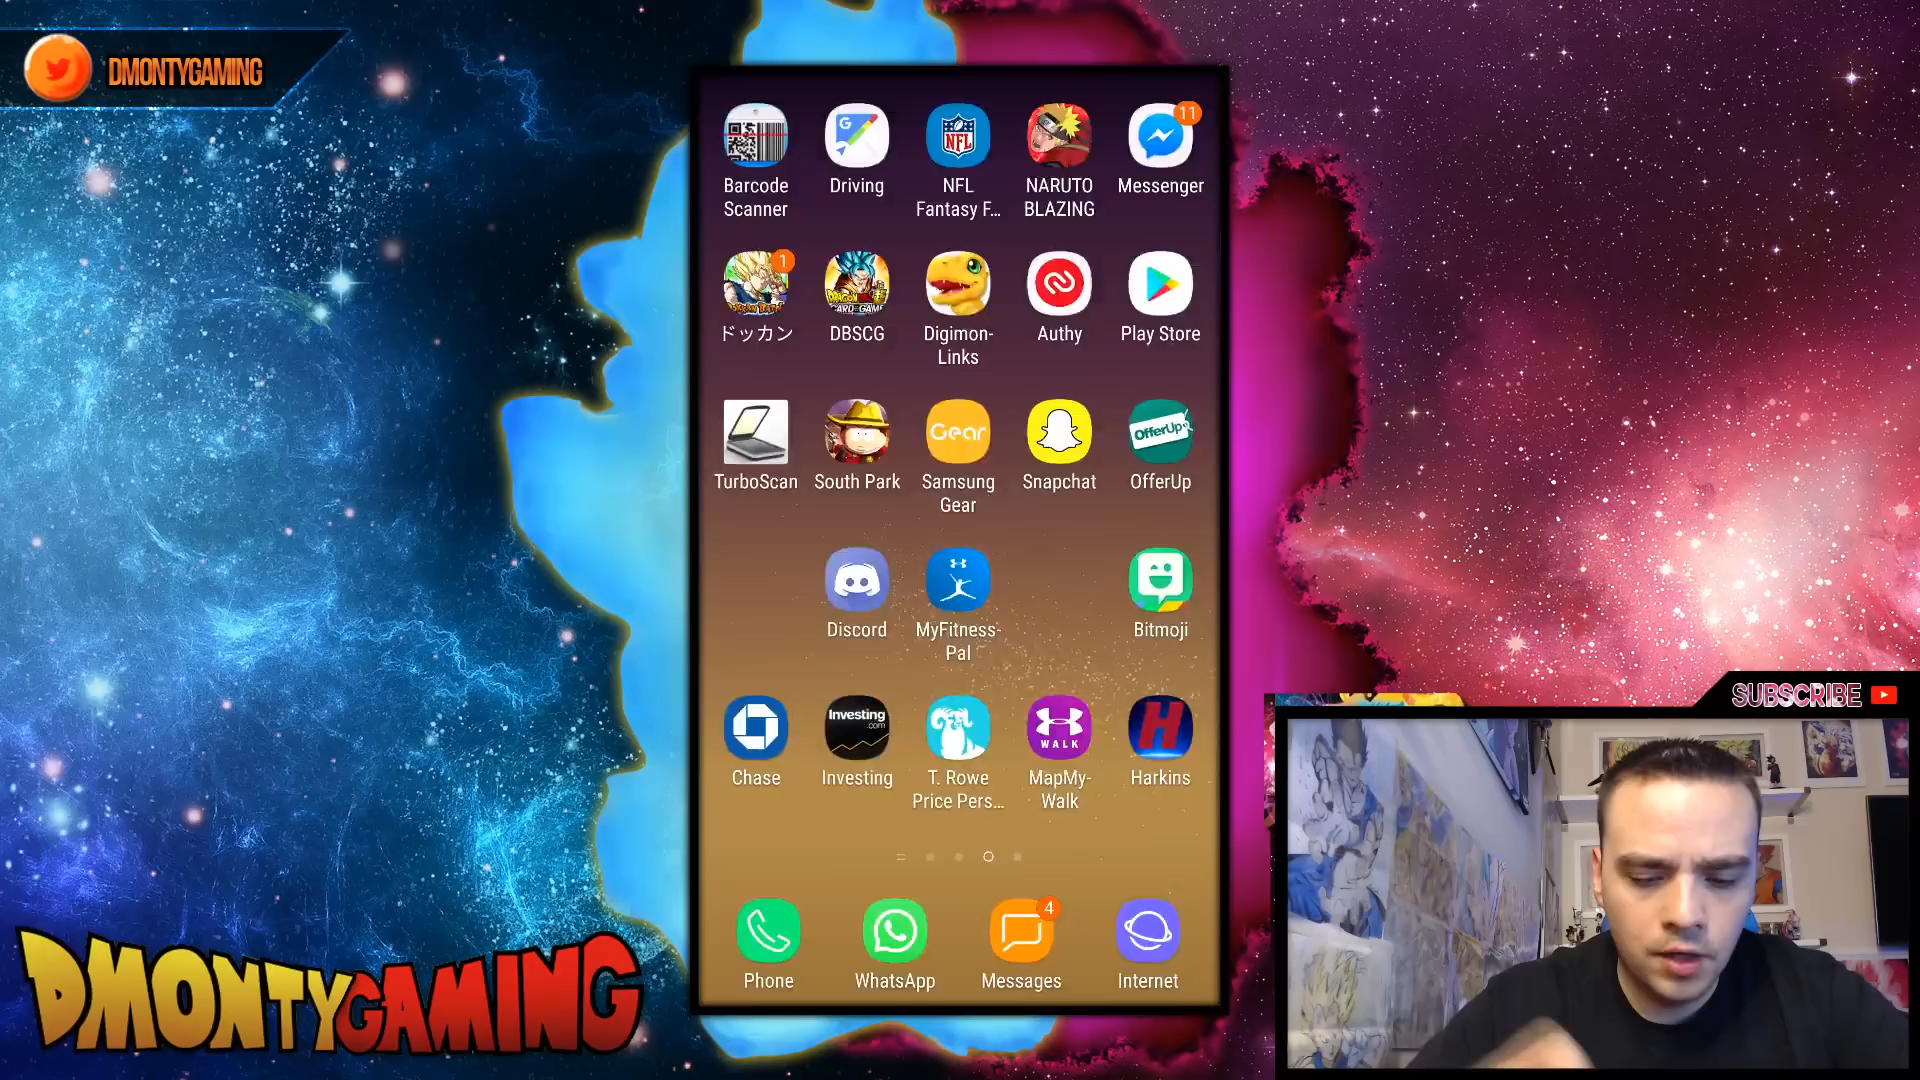 DMONTYGAMING
11
Barcode
Scanner
Driving
NFL
Fantasy F...
NARUTO
BLAZING
Messenger
1
ドッカン
DBSCG
Digimon-
Links
Authy
Play Store
Gear
OfferUp
TurboScan
South Park
Samsung
Gear
Snapchat
OfferUp
Discord
MyFitness-
Pal
Bitmoji
Investing
.com
WALK
H
Chase
Investing
T. Rowe
Price Pers...
MapMy-
Walk
Harkins
4
Phone
WhatsApp
Messages
Internet
SUBSCRIBE
DMONTYGAMING